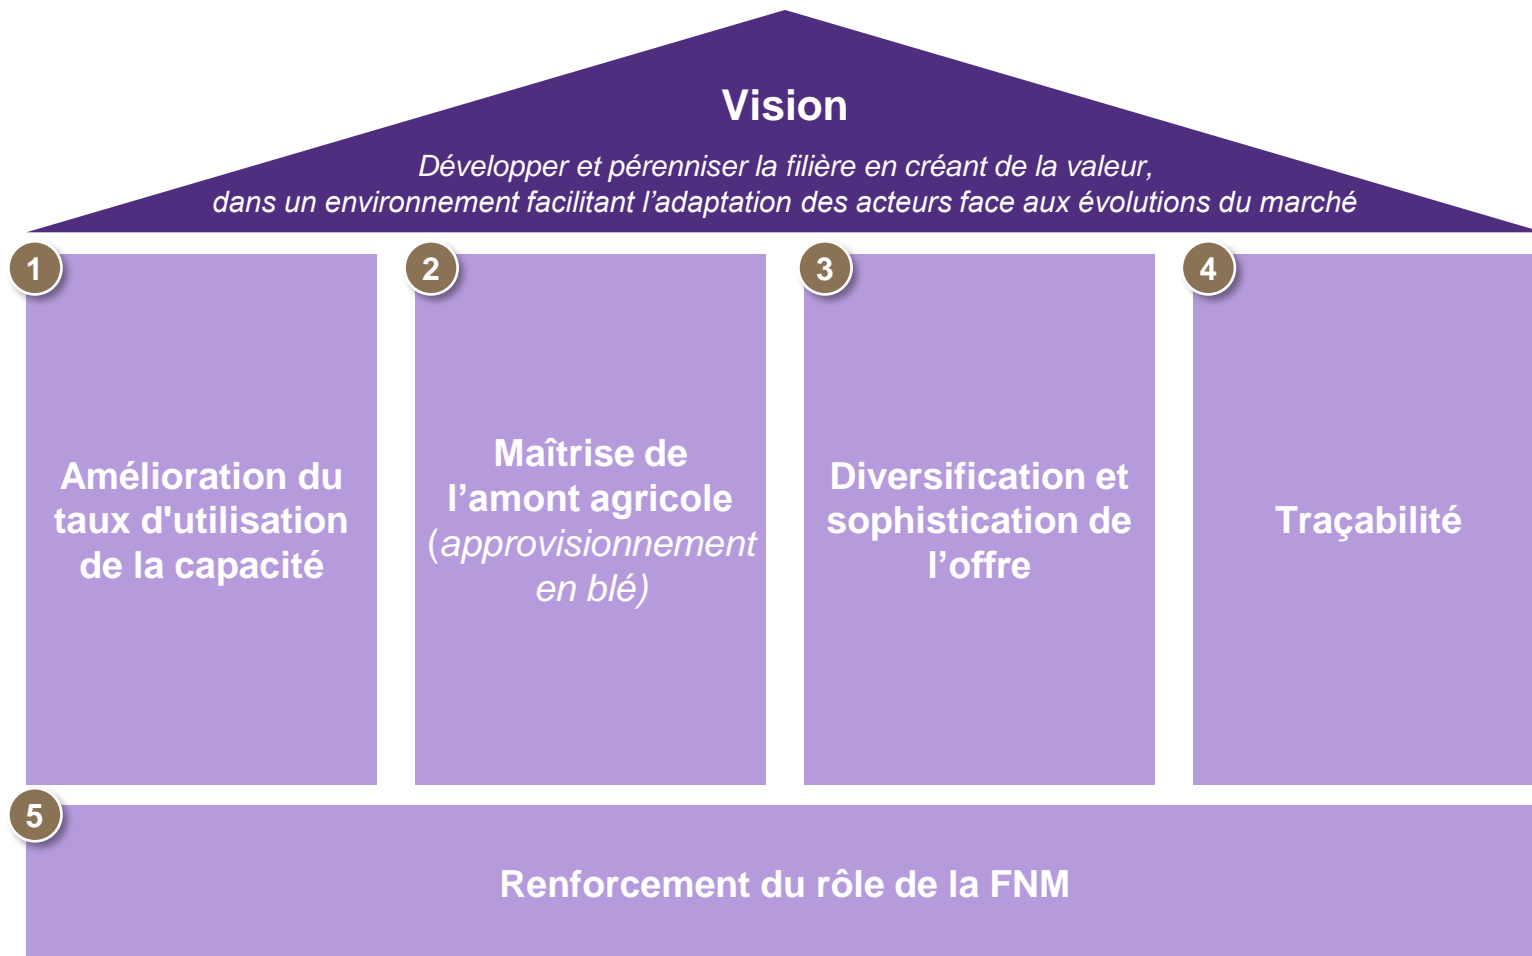 Vision
Développer et pérenniser la filière en créant de la valeur,
dans un environnement facilitant l’adaptation des acteurs face aux évolutions du marché
1
Amélioration du
taux d'utilisation
de la capacité
2
Maîtrise de
l’amont agricole
(approvisionnement
en blé)
3
Diversification et
sophistication de
l’offre
4
Traçabilité
5
Renforcement du rôle de la FNM